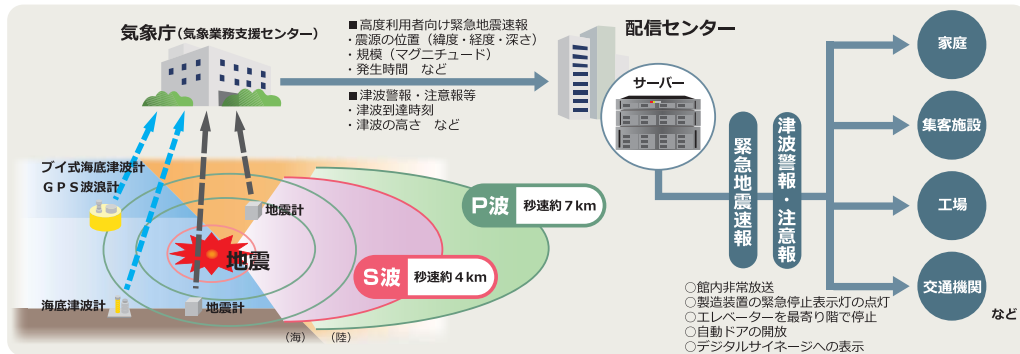 気象庁(気象業務支援センター)
■高度利用者向け緊急地震速報
・震源の位置（緯度・経度・深さ）
・規模（マグニチュード）
・発生時間　など
■津波警報・注意報等
・津波到達時刻
・津波の高さ　など
配信センター
サーバー
ブイ式海底津波計
ＧＰＳ波浪計
地震計
地震
海底津波計
地震計
（海）
（陸）
P波 秒速約７km
S波 秒速約４km
緊急地震速報
津波警報・注意報
家庭
集客施設
工場
交通機関
など
○館内非常放送
○製造装置の緊急停止表示灯の点灯
○エレベーターを最寄り階で停止
○自動ドアの開放
○デジタルサイネージへの表示